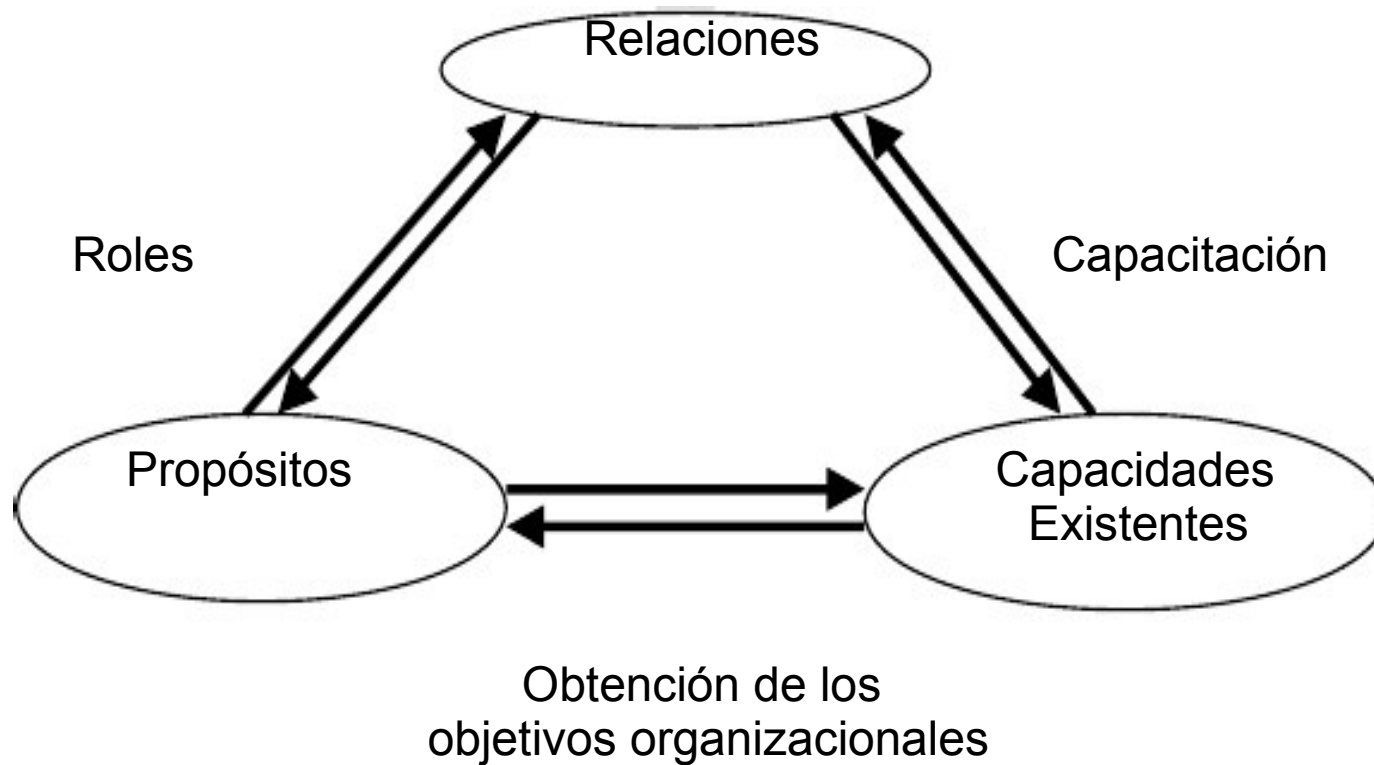 Relaciones
Roles
Capacitación
Propósitos
Capacidades
Existentes
Obtención de los
objetivos organizacionales